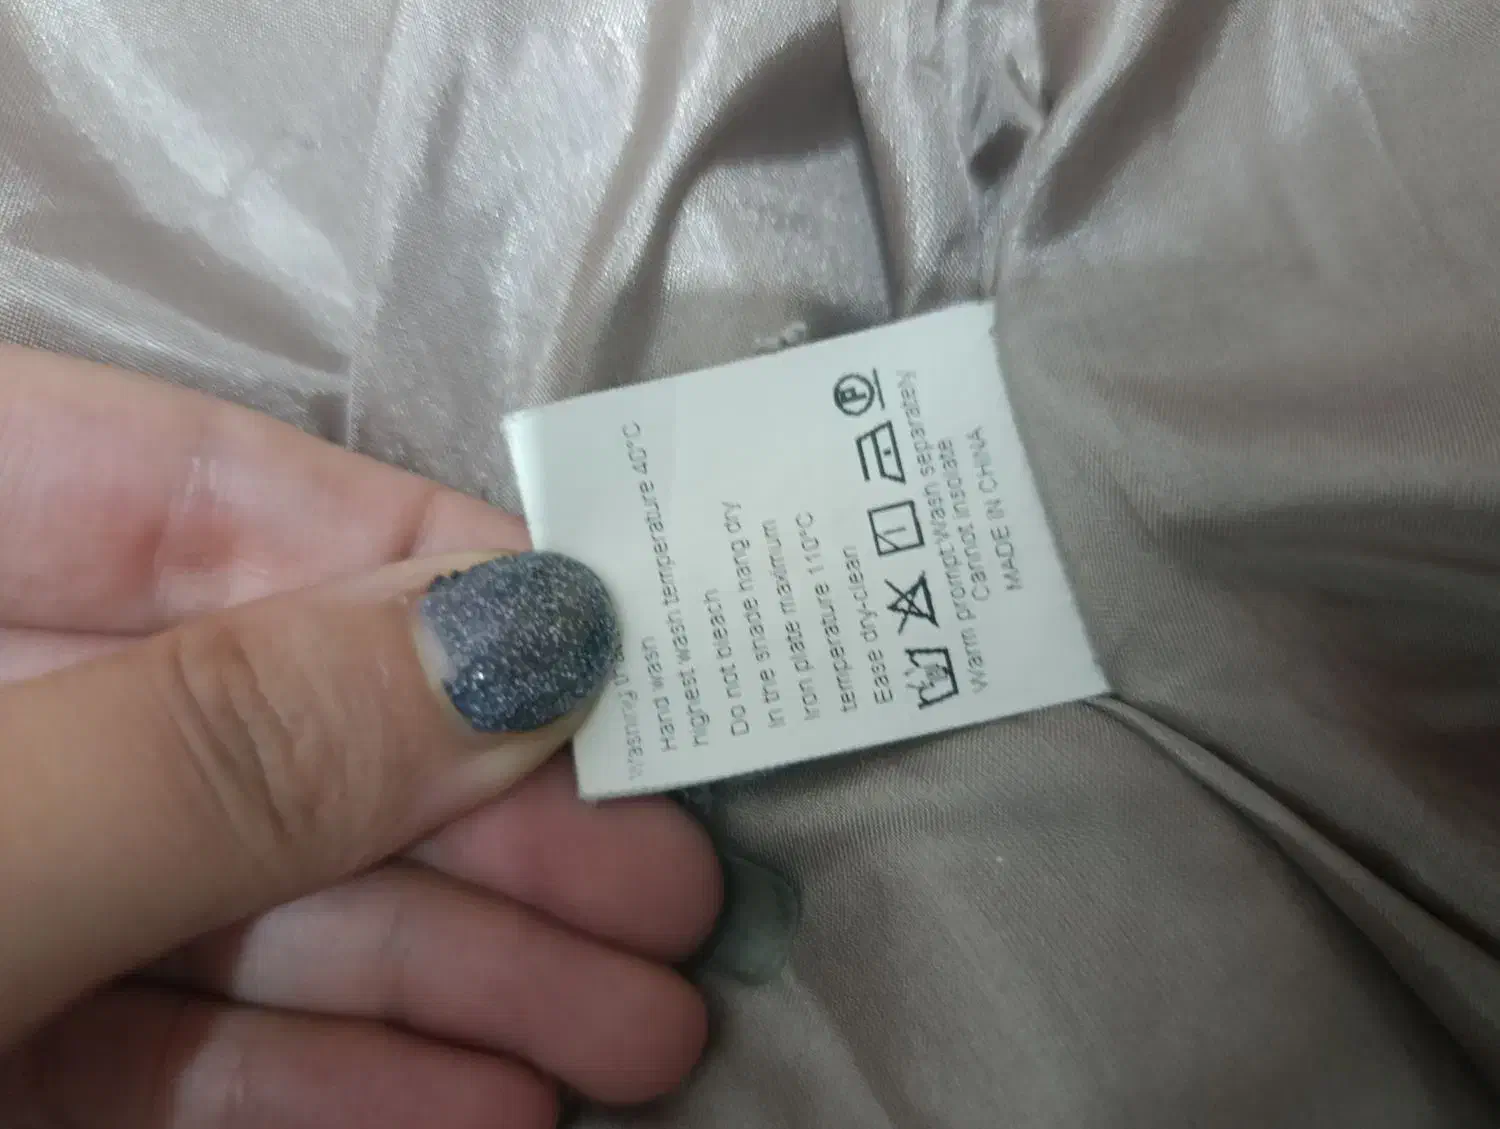 Washing
Hand wash
highest wash temperature 40°C
Do not bleach
In the shade hang dry
Iron plate maximum
temperature 110°C
Ease dry-clean
P
Warm prompt:Wash separately
Cannot insolate
MADE IN CHINA